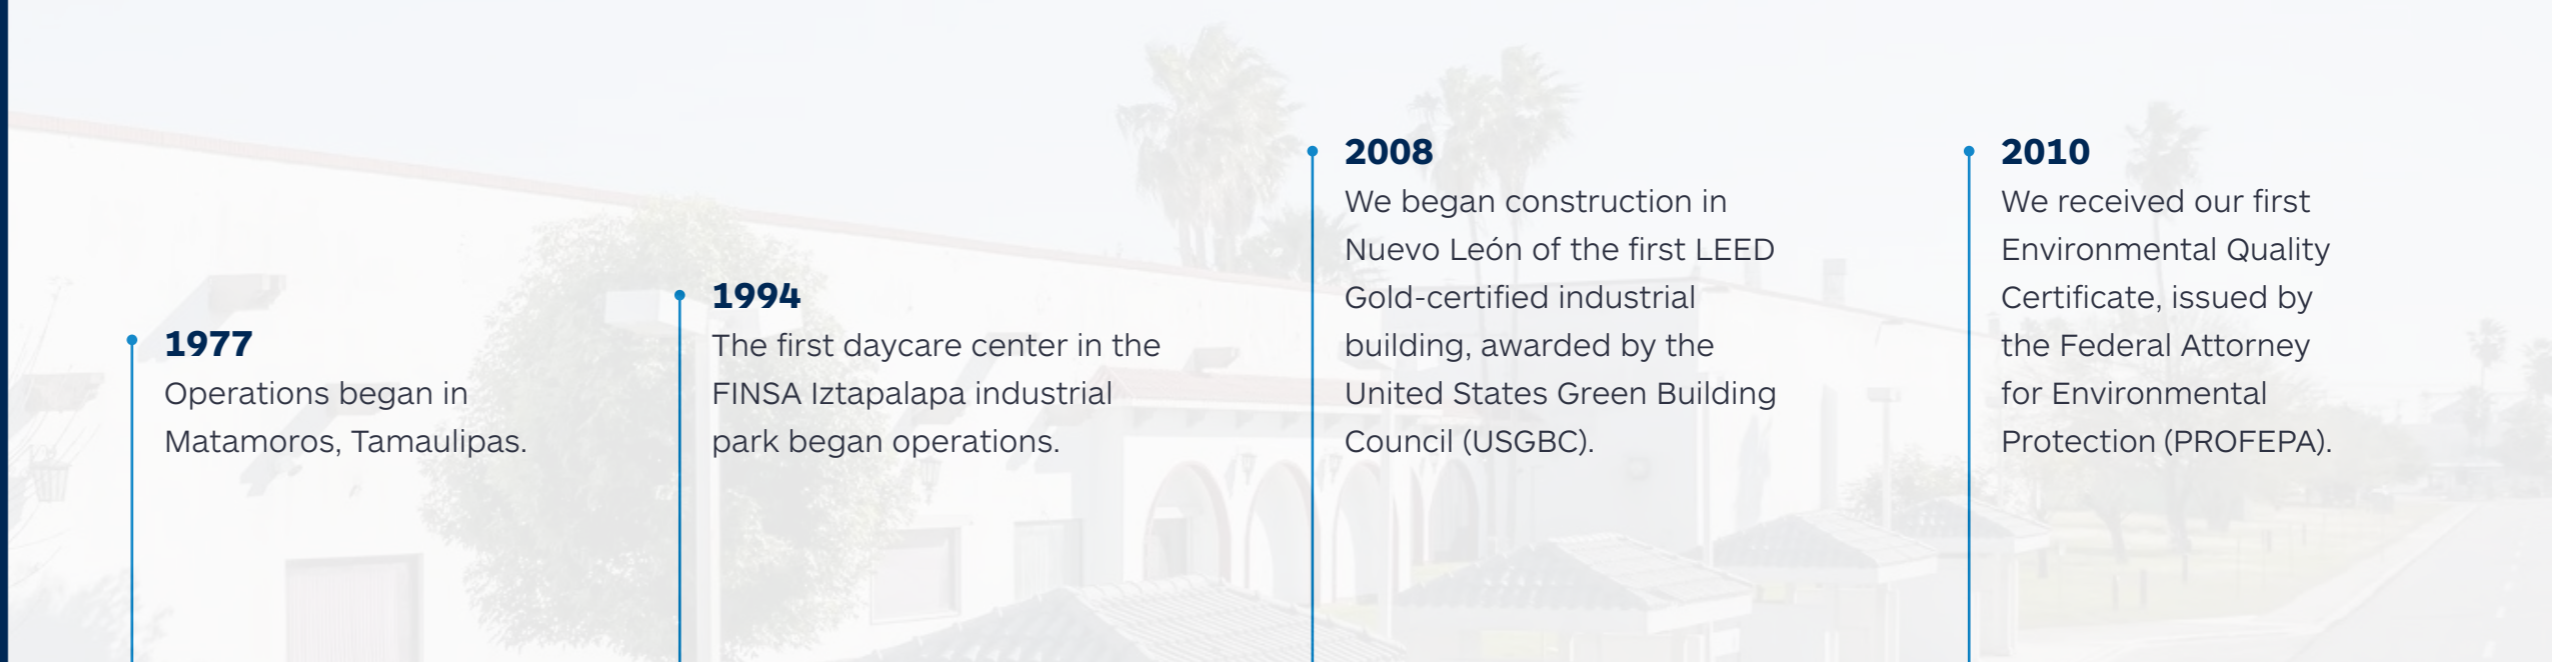 1977
Operations began in
Matamoros, Tamaulipas.
1994
The first daycare center in the
FINSA Iztapalapa industrial
park began operations.
2008
We began construction in
Nuevo León of the first LEED
Gold-certified industrial
building, awarded by the
United States Green Building
Council (USGBC).
2010
We received our first
Environmental Quality
Certificate, issued by
the Federal Attorney
for Environmental
Protection (PROFEPA).